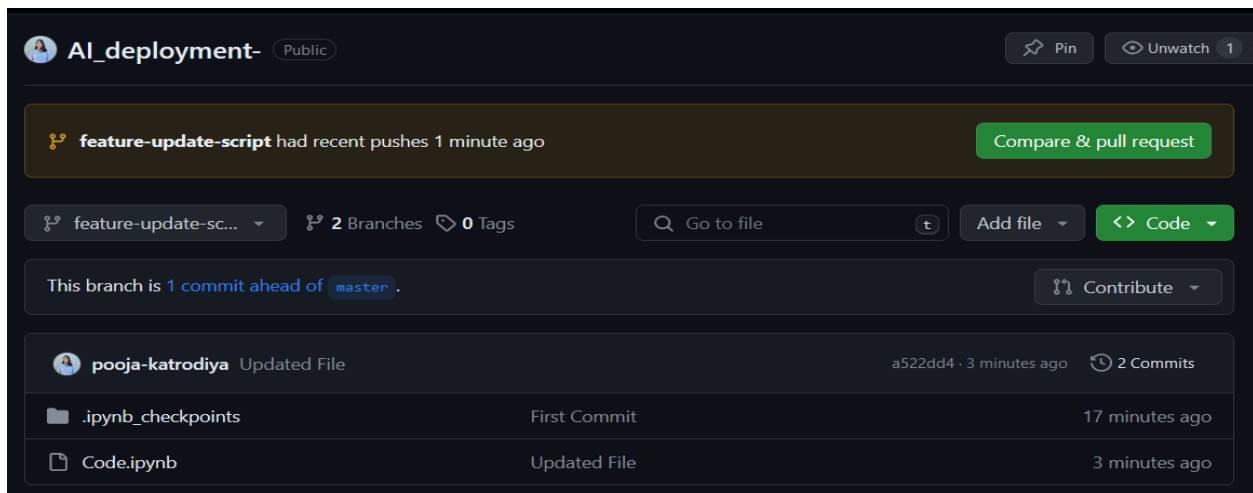 AI_deployment- Public Pin Unwatch 1
feature-update-script had recent pushes 1 minute ago Compare & pull request
feature-update-sc... 2 Branches 0 Tags Go to file t Add file <> Code
This branch is 1 commit ahead of master . Contribute
pooja-katrodiya Updated File a522dd4 · 3 minutes ago 2 Commits
.ipynb_checkpoints First Commit 17 minutes ago
Code.ipynb Updated File 3 minutes ago